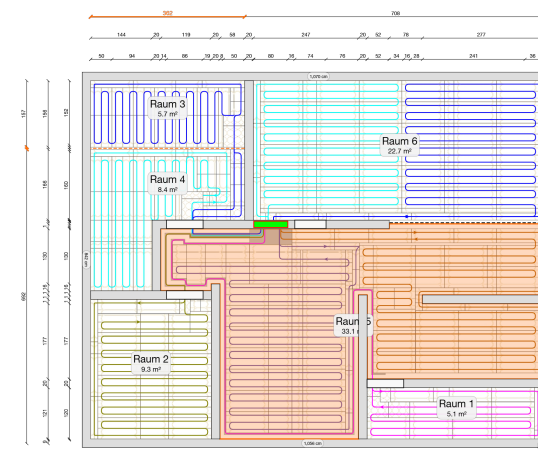 362 708
144 20 119 20 58 20 247 20 52 78 277
50 94 20 14 86 19 20 8 50 20 80 16 74 76 20 52 34 16 28 241 36
1,070 cm
Raum 3
5.7 m²
Raum 6
22.7 m²
Raum 4
8.4 m²
Raum 5
33.1
Raum 2
9.3 m²
Raum 1
5.1 m²
1,056 cm
157
156
152
166
160
130
130
992
177
177
20
20
121
120